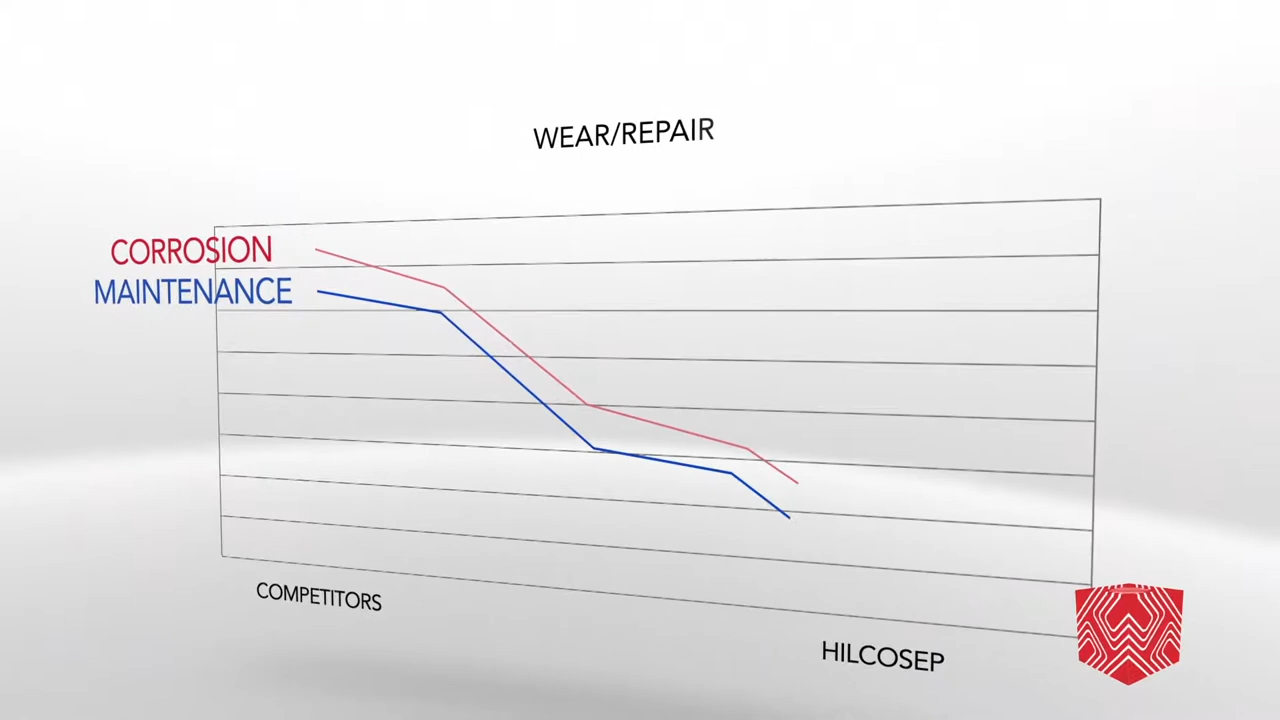 WEAR/REPAIR
CORROSION
MAINTENANCE
COMPETITORS
HILCOSEP